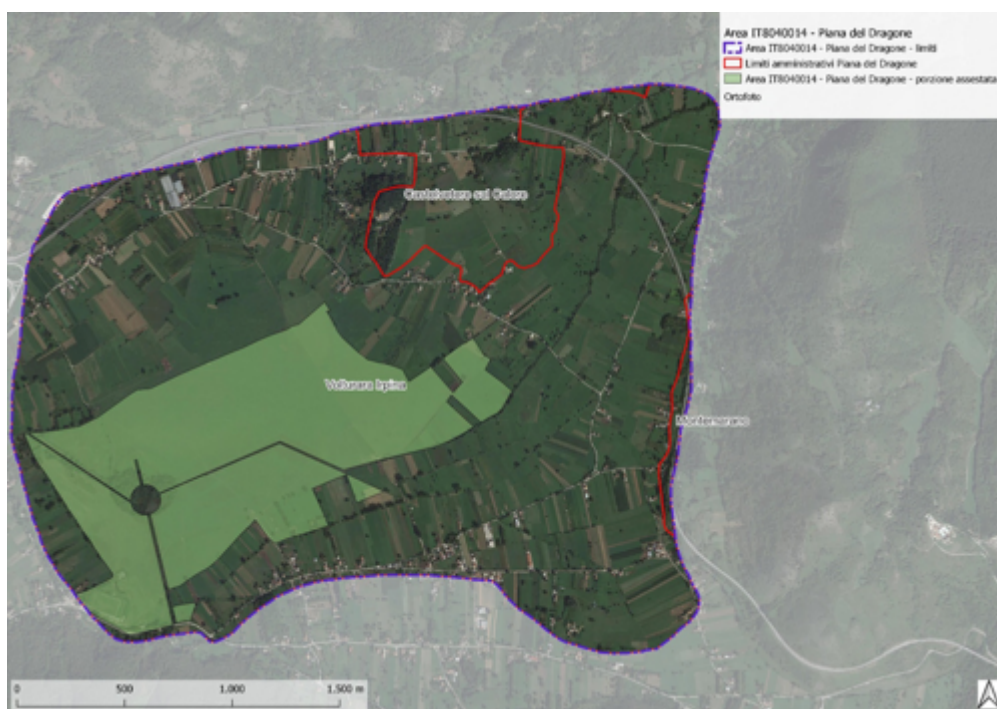 Area IT8040014 - Piana del Dragone
Area IT8040014 - Piana del Dragone - limiti
Limiti amministrativi Piana del Dragone
Area IT8040014 - Piana del Dragone - porzione assestata
Ortofoto
Castelvetere sul Calore
Volturara Irpina
Montemarano
0 500 1.000 1.500 m